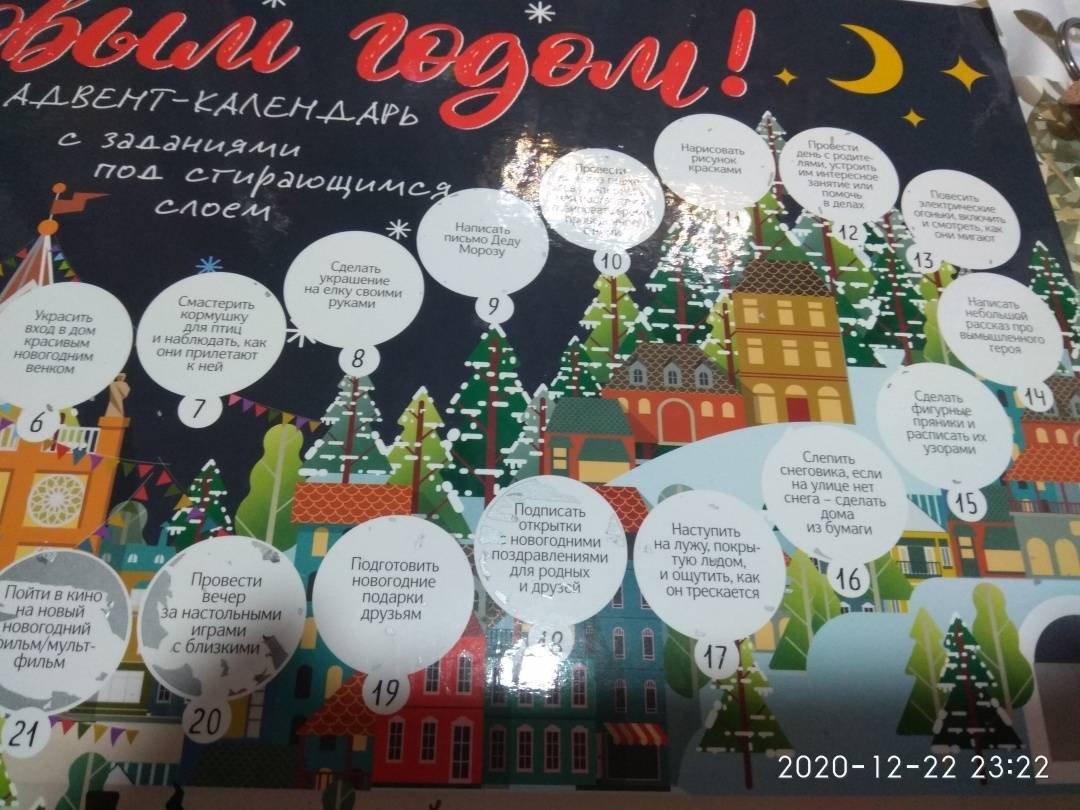 овым годом!
АДВЕНТ-КАЛЕНДАРЬ
с заданиями
под стирающимся
слоем
Украсить
вход в дом
красивым
новогодним
венком
6
Смастерить
кормушку
для птиц
и наблюдать, как
они прилетают
к ней
7
Сделать
украшение
на елку своими
руками
8
Написать
письмо Деду
Морозу
9
Провести
10
Нарисовать
рисунок
красками
Провести
день с родите-
лями, устроить
им интересное
занятие или
помочь
в делах
12
Повесить
электрические
огоньки, включить
и смотреть, как
они мигают
13
Написать
небольшой
рассказ про
вымышленного
героя
14
Сделать
фигурные
пряники и
расписать их
узорами
15
Слепить
снеговика, если
на улице нет
снега – сделать
дома
из бумаги
16
Наступить
на лужу, покры-
тую льдом,
и ощутить, как
он трескается
17
Подписать
открытки
с новогодними
поздравлениями
для родных
и друзей
18
Подготовить
новогодние
подарки
друзьям
19
Провести
вечер
за настольными
играми
с близкими
20
Пойти в кино
на новый
новогодний
фильм/мульт-
фильм
21
2020-12-22 23:22